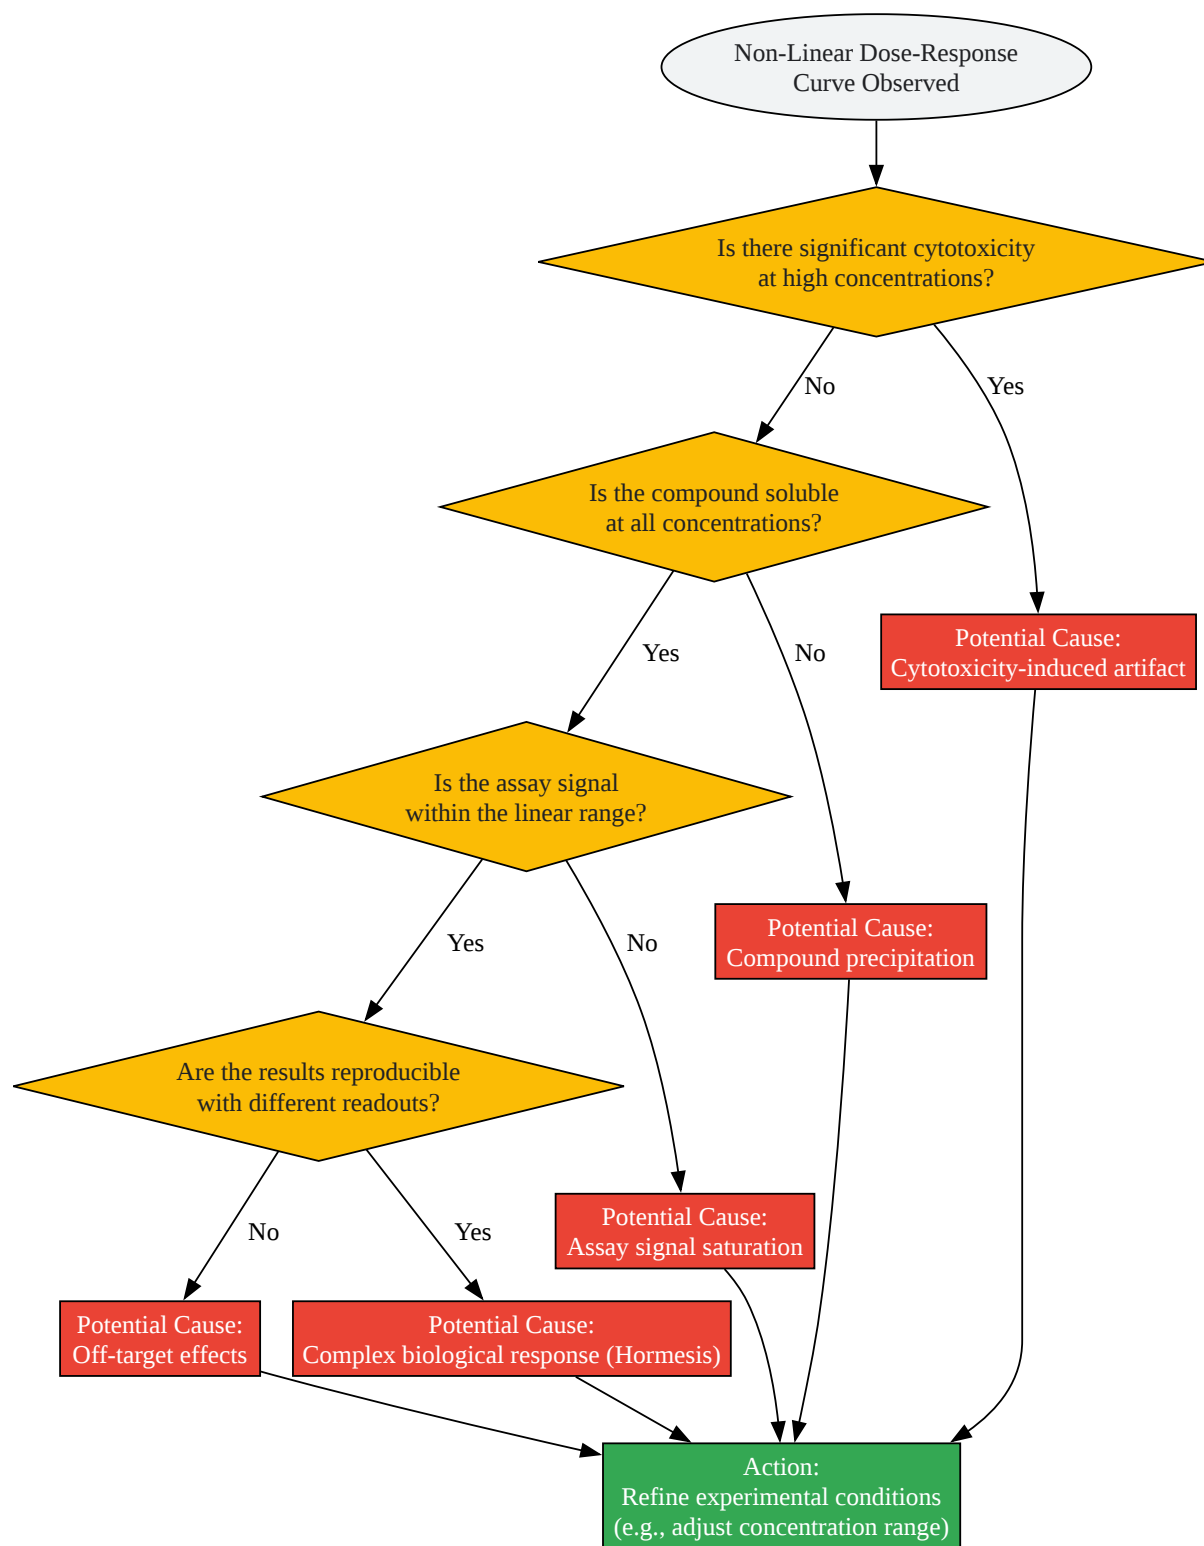 Non-Linear Dose-Response
Curve Observed
Is there significant cytotoxicity
at high concentrations?
No
Yes
Is the compound soluble
at all concentrations?
Yes
No
Potential Cause:
Cytotoxicity-induced artifact
Is the assay signal
within the linear range?
Yes
No
Potential Cause:
Compound precipitation
Are the results reproducible
with different readouts?
No
Yes
Potential Cause:
Assay signal saturation
Potential Cause:
Off-target effects
Potential Cause:
Complex biological response (Hormesis)
Action:
Refine experimental conditions
(e.g., adjust concentration range)